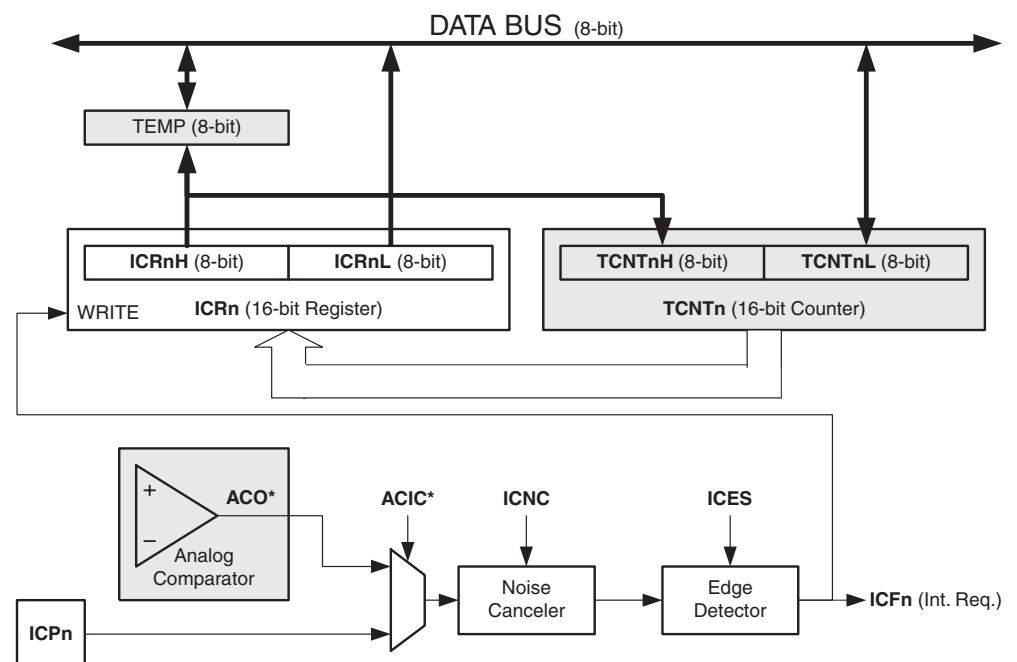 DATA BUS (8-bit)
TEMP (8-bit)
ICRnH (8-bit)
ICRnL (8-bit)
TCNTnH (8-bit)
TCNTnL (8-bit)
WRITE
ICRn (16-bit Register)
TCNTn (16-bit Counter)
+
ACO*
−
Analog
Comparator
ACIC*
ICNC
ICES
Noise
Canceler
Edge
Detector
ICFn (Int. Req.)
ICPn